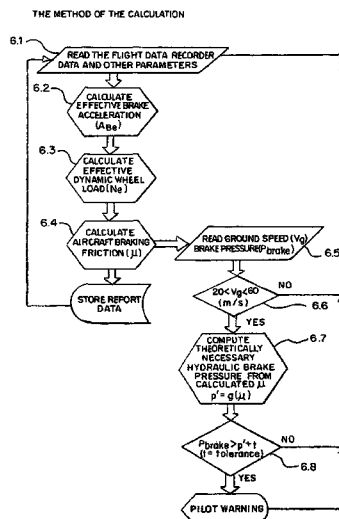 THE METHOD OF THE CALCULATION
6.1
READ THE FLIGHT DATA RECORDER
DATA AND OTHER PARAMETERS
6.2
CALCULATE
EFFECTIVE BRAKE
ACCELERATION
(ABe)
6.3
CALCULATE
EFFECTIVE
DYNAMIC WHEEL
LOAD (Ne)
6.4
CALCULATE
AIRCRAFT BRAKING
FRICTION (μ)
STORE REPORT
DATA
READ GROUND SPEED (Vg)
BRAKE PRESSURE (Pbrake)
6.5
20<Vg<60
(m/s)
NO
6.6
YES
6.7
COMPUTE
THEORETICALLY
NECESSARY
HYDRAULIC BRAKE
PRESSURE FROM
CALCULATED μ
p'=g(μ)
Pbrake>p'+t
(t=tolerance)
NO
6.8
YES
PILOT WARNING